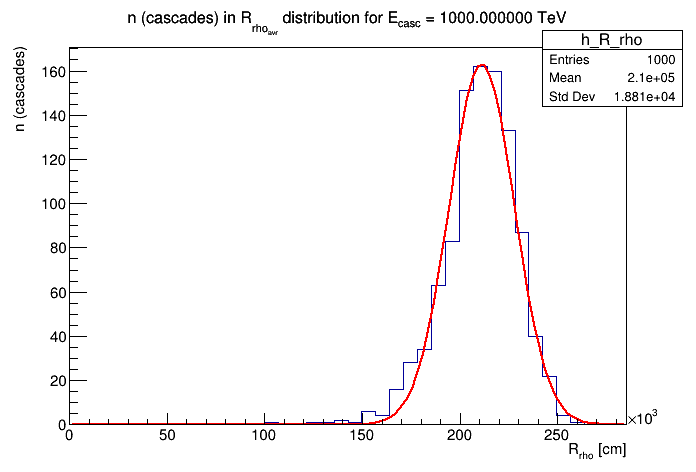 n (cascades) in R_rho_avr distribution for E_casc = 1000.000000 TeV
h_R_rho
Entries 1000
Mean 2.1e+05
Std Dev 1.881e+04
n (cascades)
160
140
120
100
80
60
40
20
0
0 50 100 150 200 250 ×10³
R_rho [cm]